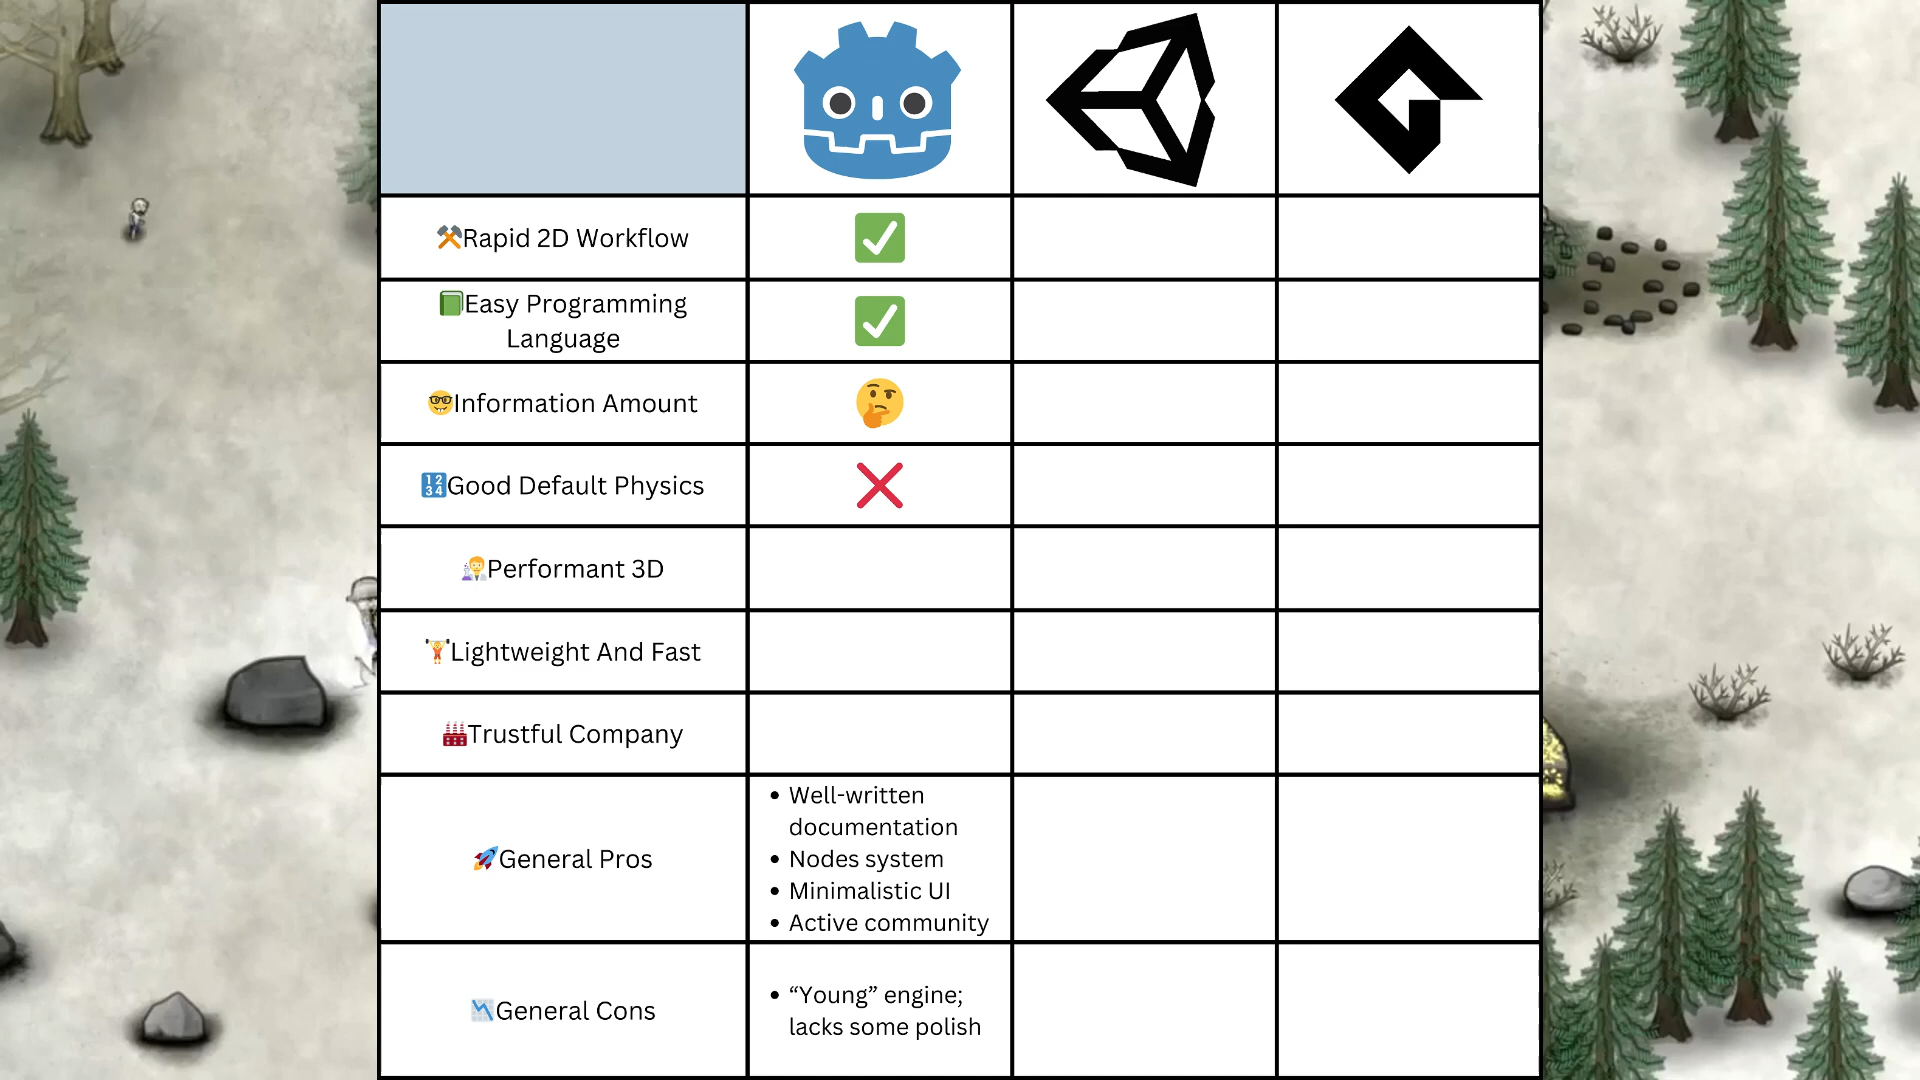 Rapid 2D Workflow
Easy Programming
Language
Information Amount
Good Default Physics
Performant 3D
Lightweight And Fast
Trustful Company
General Pros
• Well-written
documentation
• Nodes system
• Minimalistic UI
• Active community
General Cons
• “Young” engine;
lacks some polish